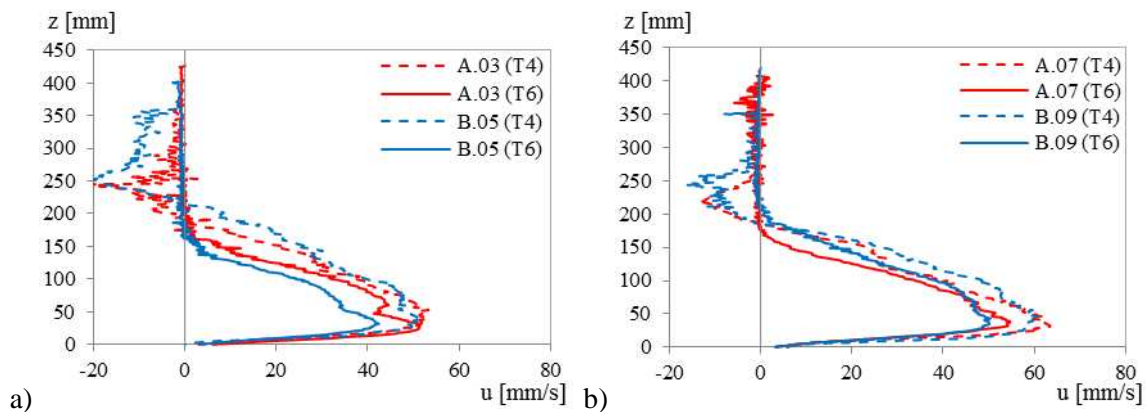 z [mm]
450
400
350
300
250
200
150
100
50
0
-20 0 20 40 60 80
u [mm/s]
A.03 (T4)
A.03 (T6)
B.05 (T4)
B.05 (T6)
a)
z [mm]
450
400
350
300
250
200
150
100
50
0
-20 0 20 40 60 80
u [mm/s]
A.07 (T4)
A.07 (T6)
B.09 (T4)
B.09 (T6)
b)